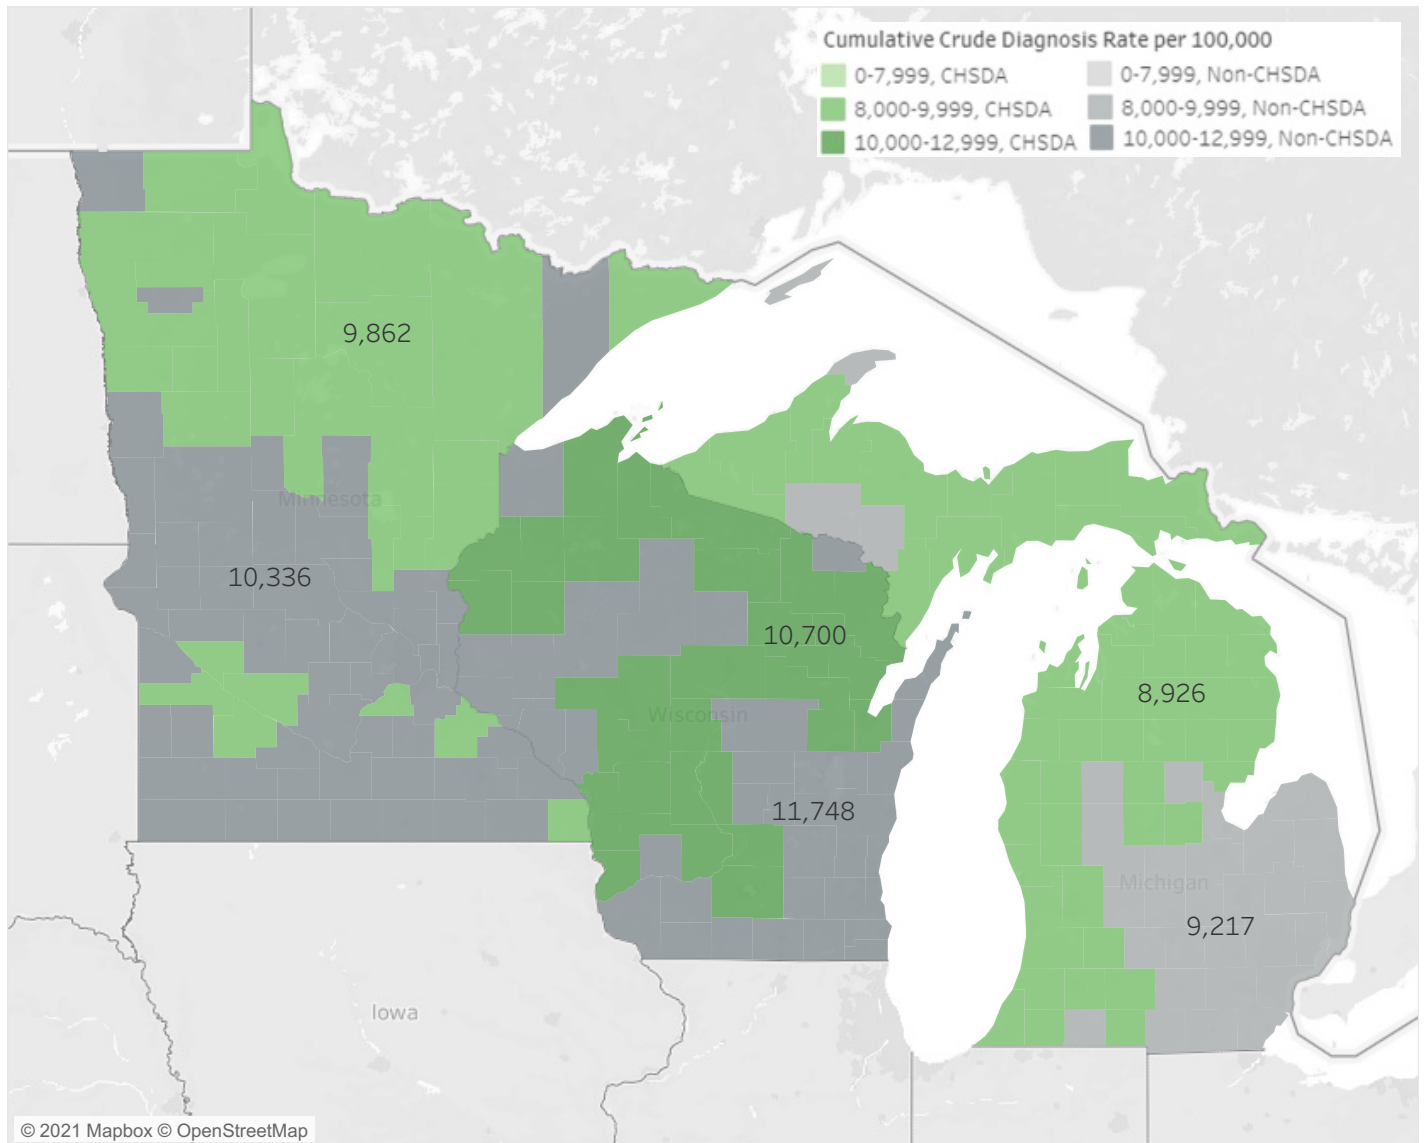 Cumulative Crude Diagnosis Rate per 100,000
0-7,999, CHSDA
0-7,999, Non-CHSDA
8,000-9,999, CHSDA
8,000-9,999, Non-CHSDA
10,000-12,999, CHSDA
10,000-12,999, Non-CHSDA
9,862
Minnesota
10,336
10,700
8,926
Wisconsin
11,748
Michigan
9,217
Iowa
© 2021 Mapbox © OpenStreetMap